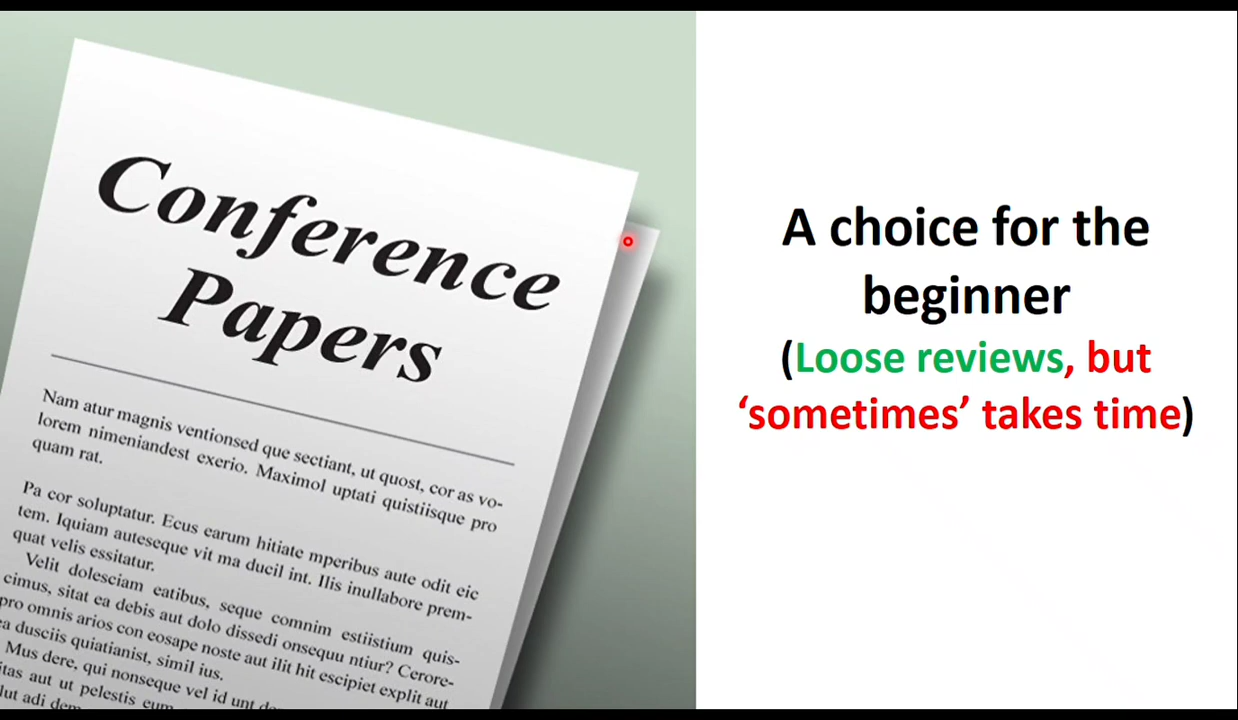 Conference
Papers
Nam atur magnis ventionsed que sectiant, ut quost, cor as vo-
lorem nimeniandest exerio. Maximol uptati quistiisque pro
quam rat.
Pa cor soluptatur. Ecus earum hitiate mperibus aute odit eic
tem. Iquiam auteseque vit ma ducil int. Ilis inullabore prem-
quat velis essitatur.
Velit dolesciam eatibus, seque comnim estiistium quis-
cimus, sitat ea debis aut dolo dissedi onsequu ntiur? Cerore-
pro omnis arios con eosape noste aut ilit hit escipiet explit aut
ea dusciis quiatianist, simil ius.
Mus dere, qui nonseque vel id unt
itas aut ut pelestis eum
lut adi dem
A choice for the
beginner
(Loose reviews, but
‘sometimes’ takes time)